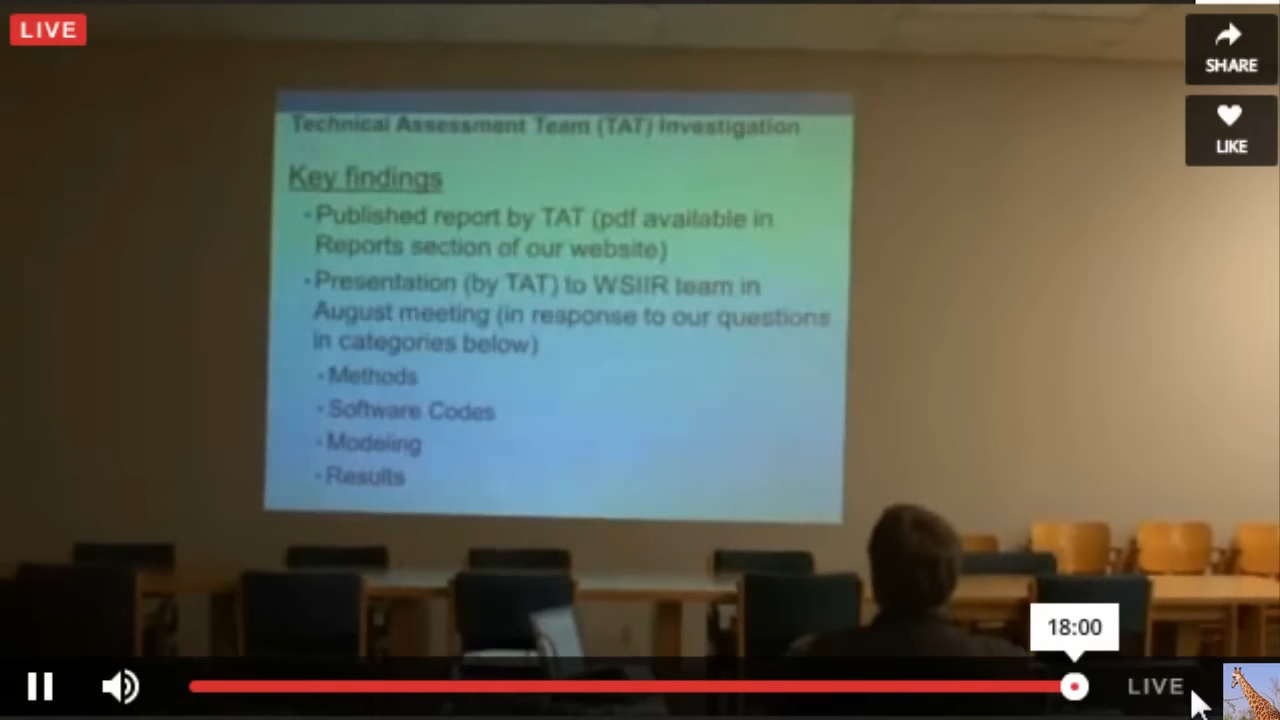 LIVE
SHARE
LIKE
Technical Assessment Team (TAT) Investigation
Key findings
•Published report by TAT (pdf available in
Reports section of our website)
•Presentation (by TAT) to WSIIR team in
August meeting (in response to our questions
in categories below)
•Methods
•Software Codes
•Modeling
•Results
18:00
LIVE